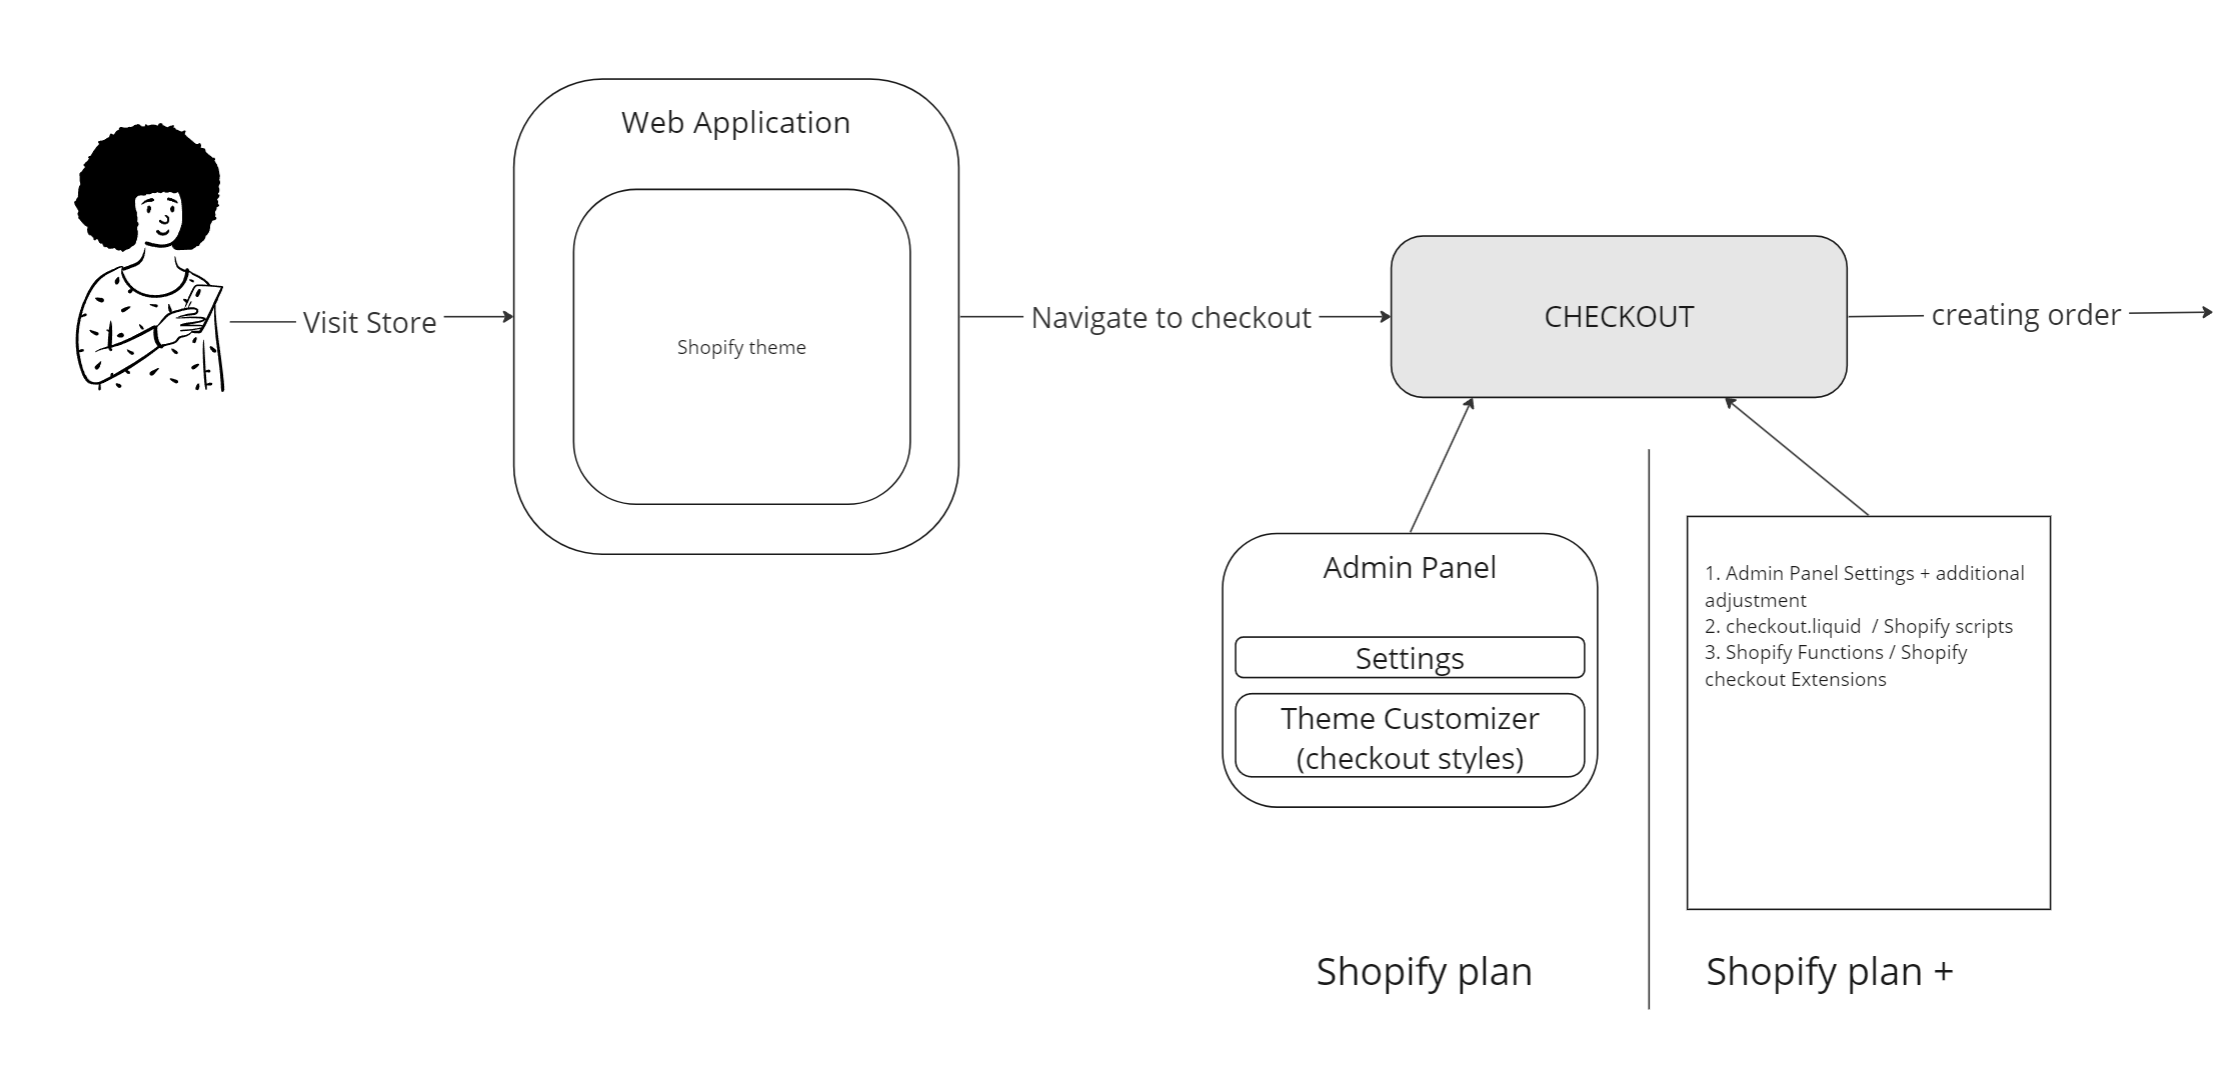 Web Application
Shopify theme
Visit Store
Navigate to checkout
CHECKOUT
creating order
Admin Panel
Settings
Theme Customizer
(checkout styles)
1. Admin Panel Settings + additional
adjustment
2. checkout.liquid  / Shopify scripts
3. Shopify Functions / Shopify
checkout Extensions
Shopify plan
Shopify plan +